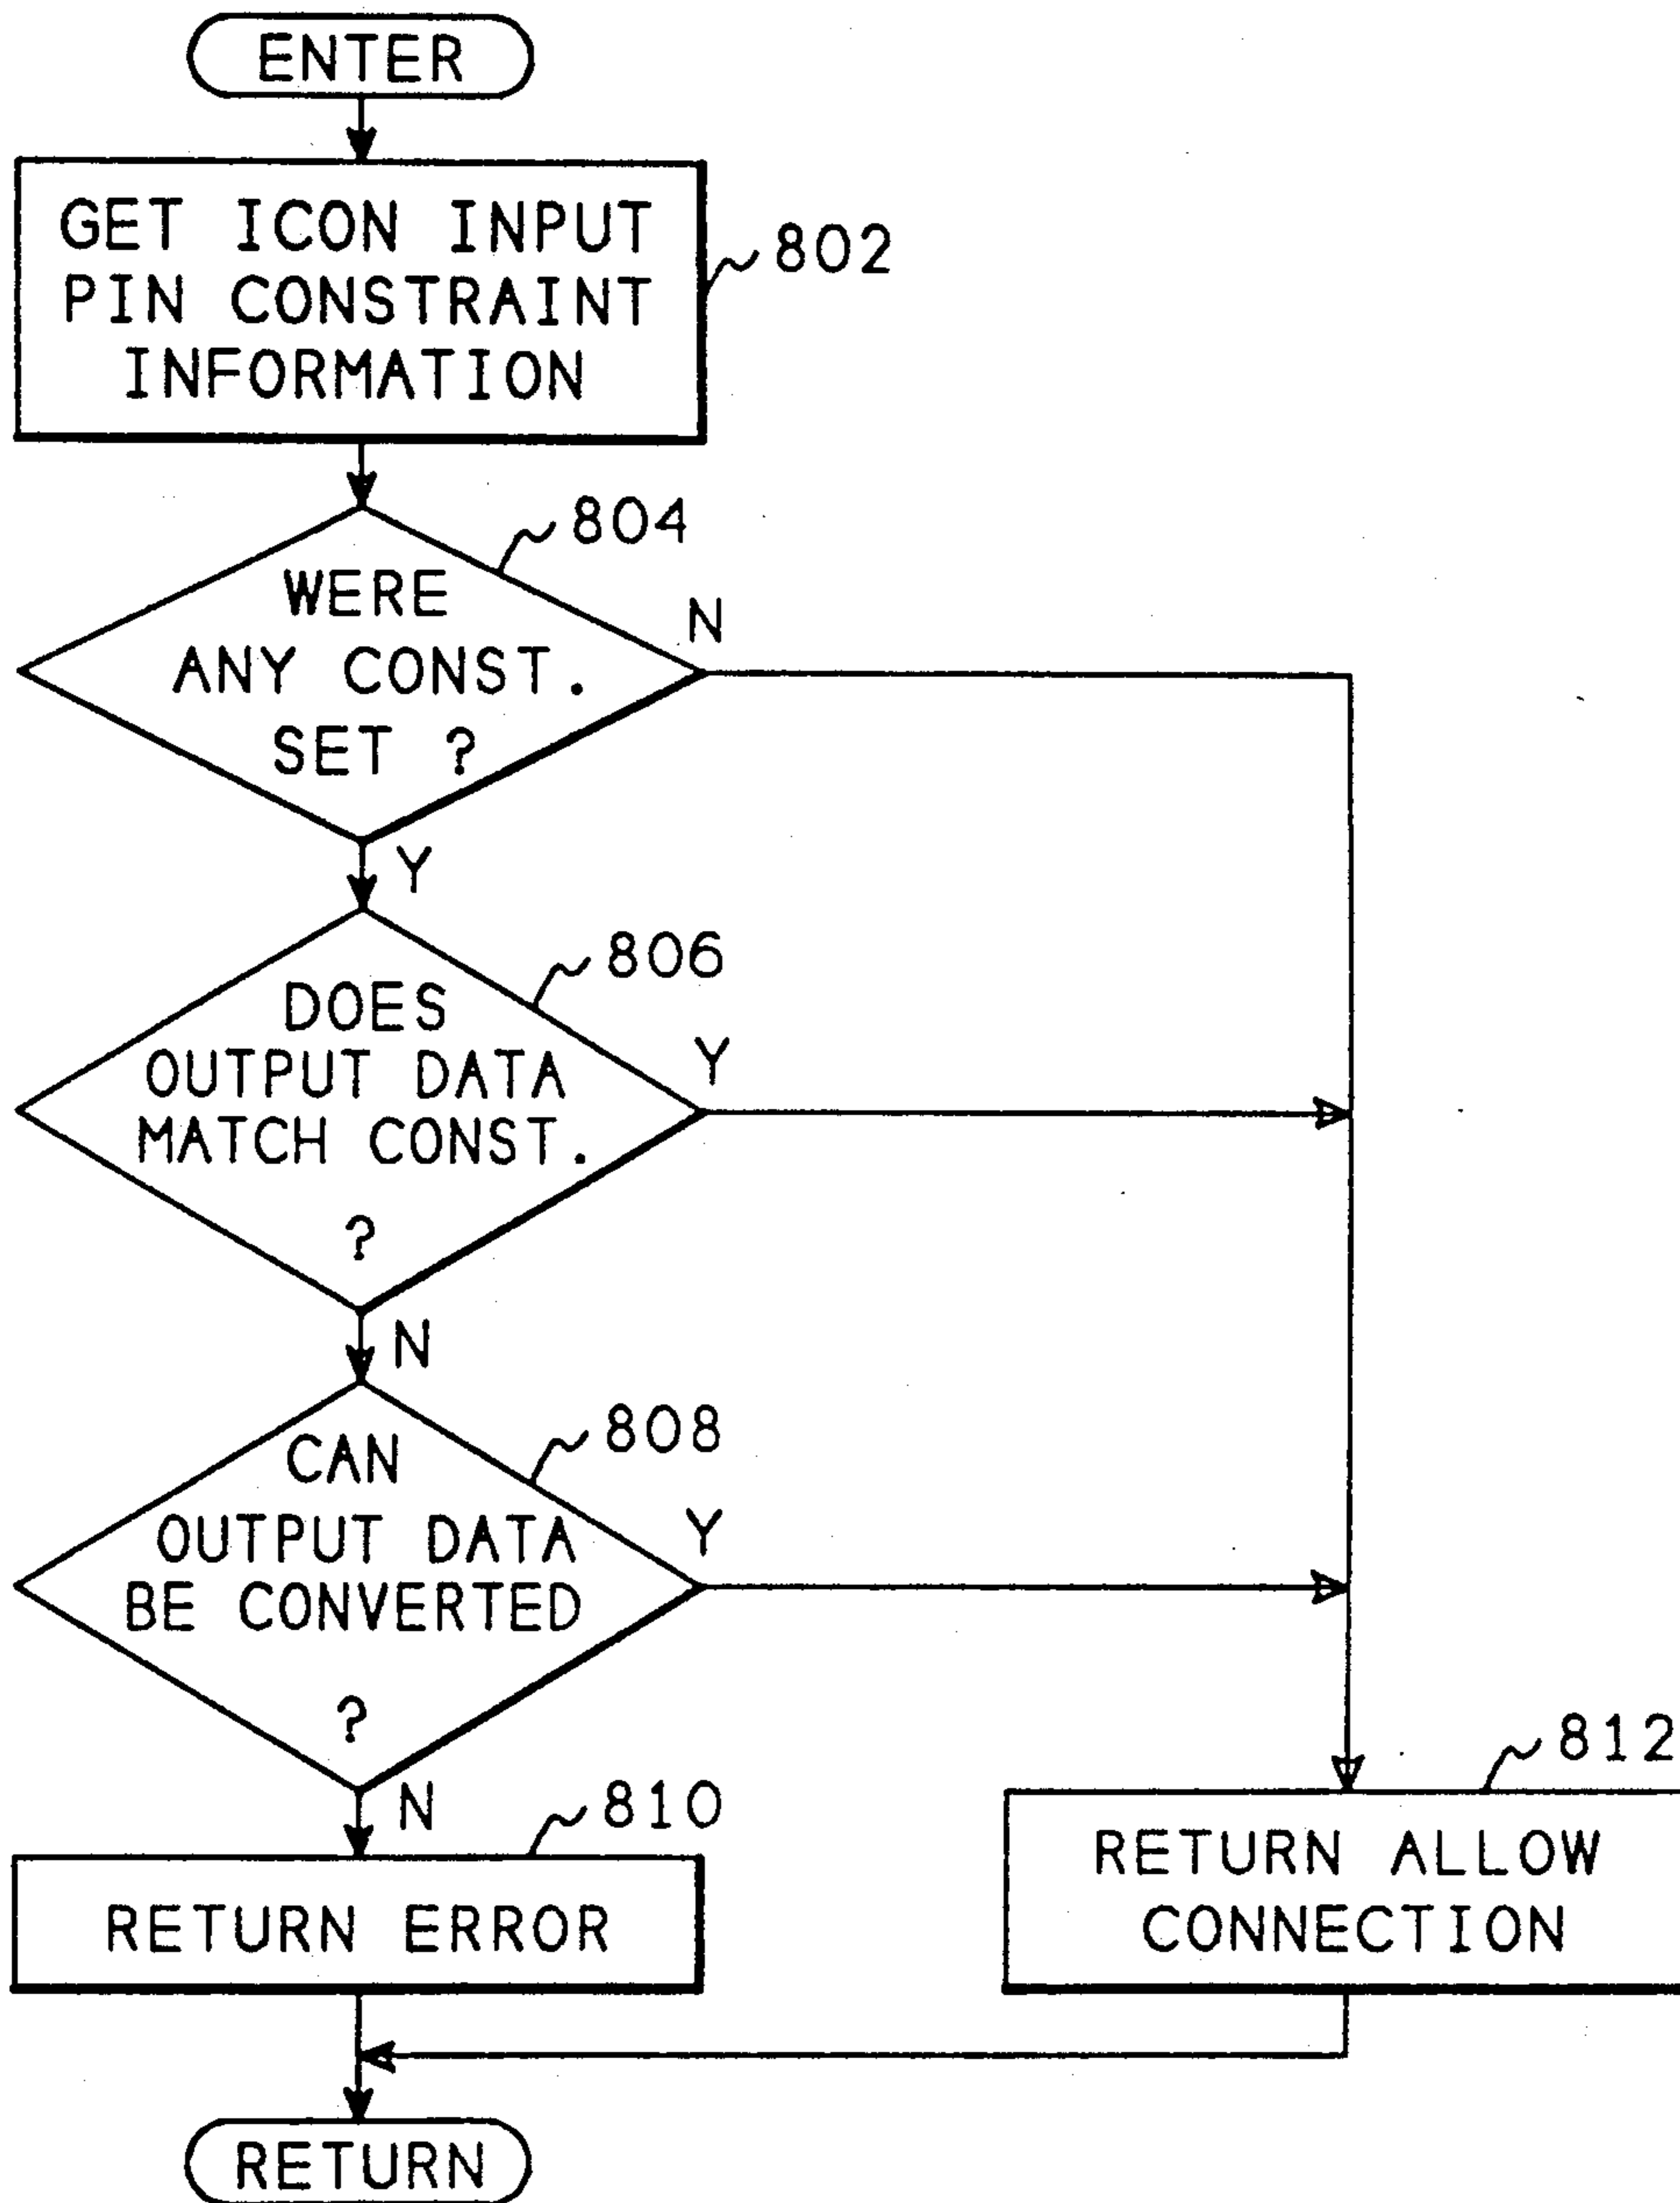 ENTER
GET ICON INPUT
PIN CONSTRAINT
INFORMATION
802
804
WERE
ANY CONST.
SET ?
N
Y
806
DOES
OUTPUT DATA
MATCH CONST.
?
Y
N
808
CAN
OUTPUT DATA
BE CONVERTED
?
Y
N
810
RETURN ERROR
812
RETURN ALLOW
CONNECTION
RETURN